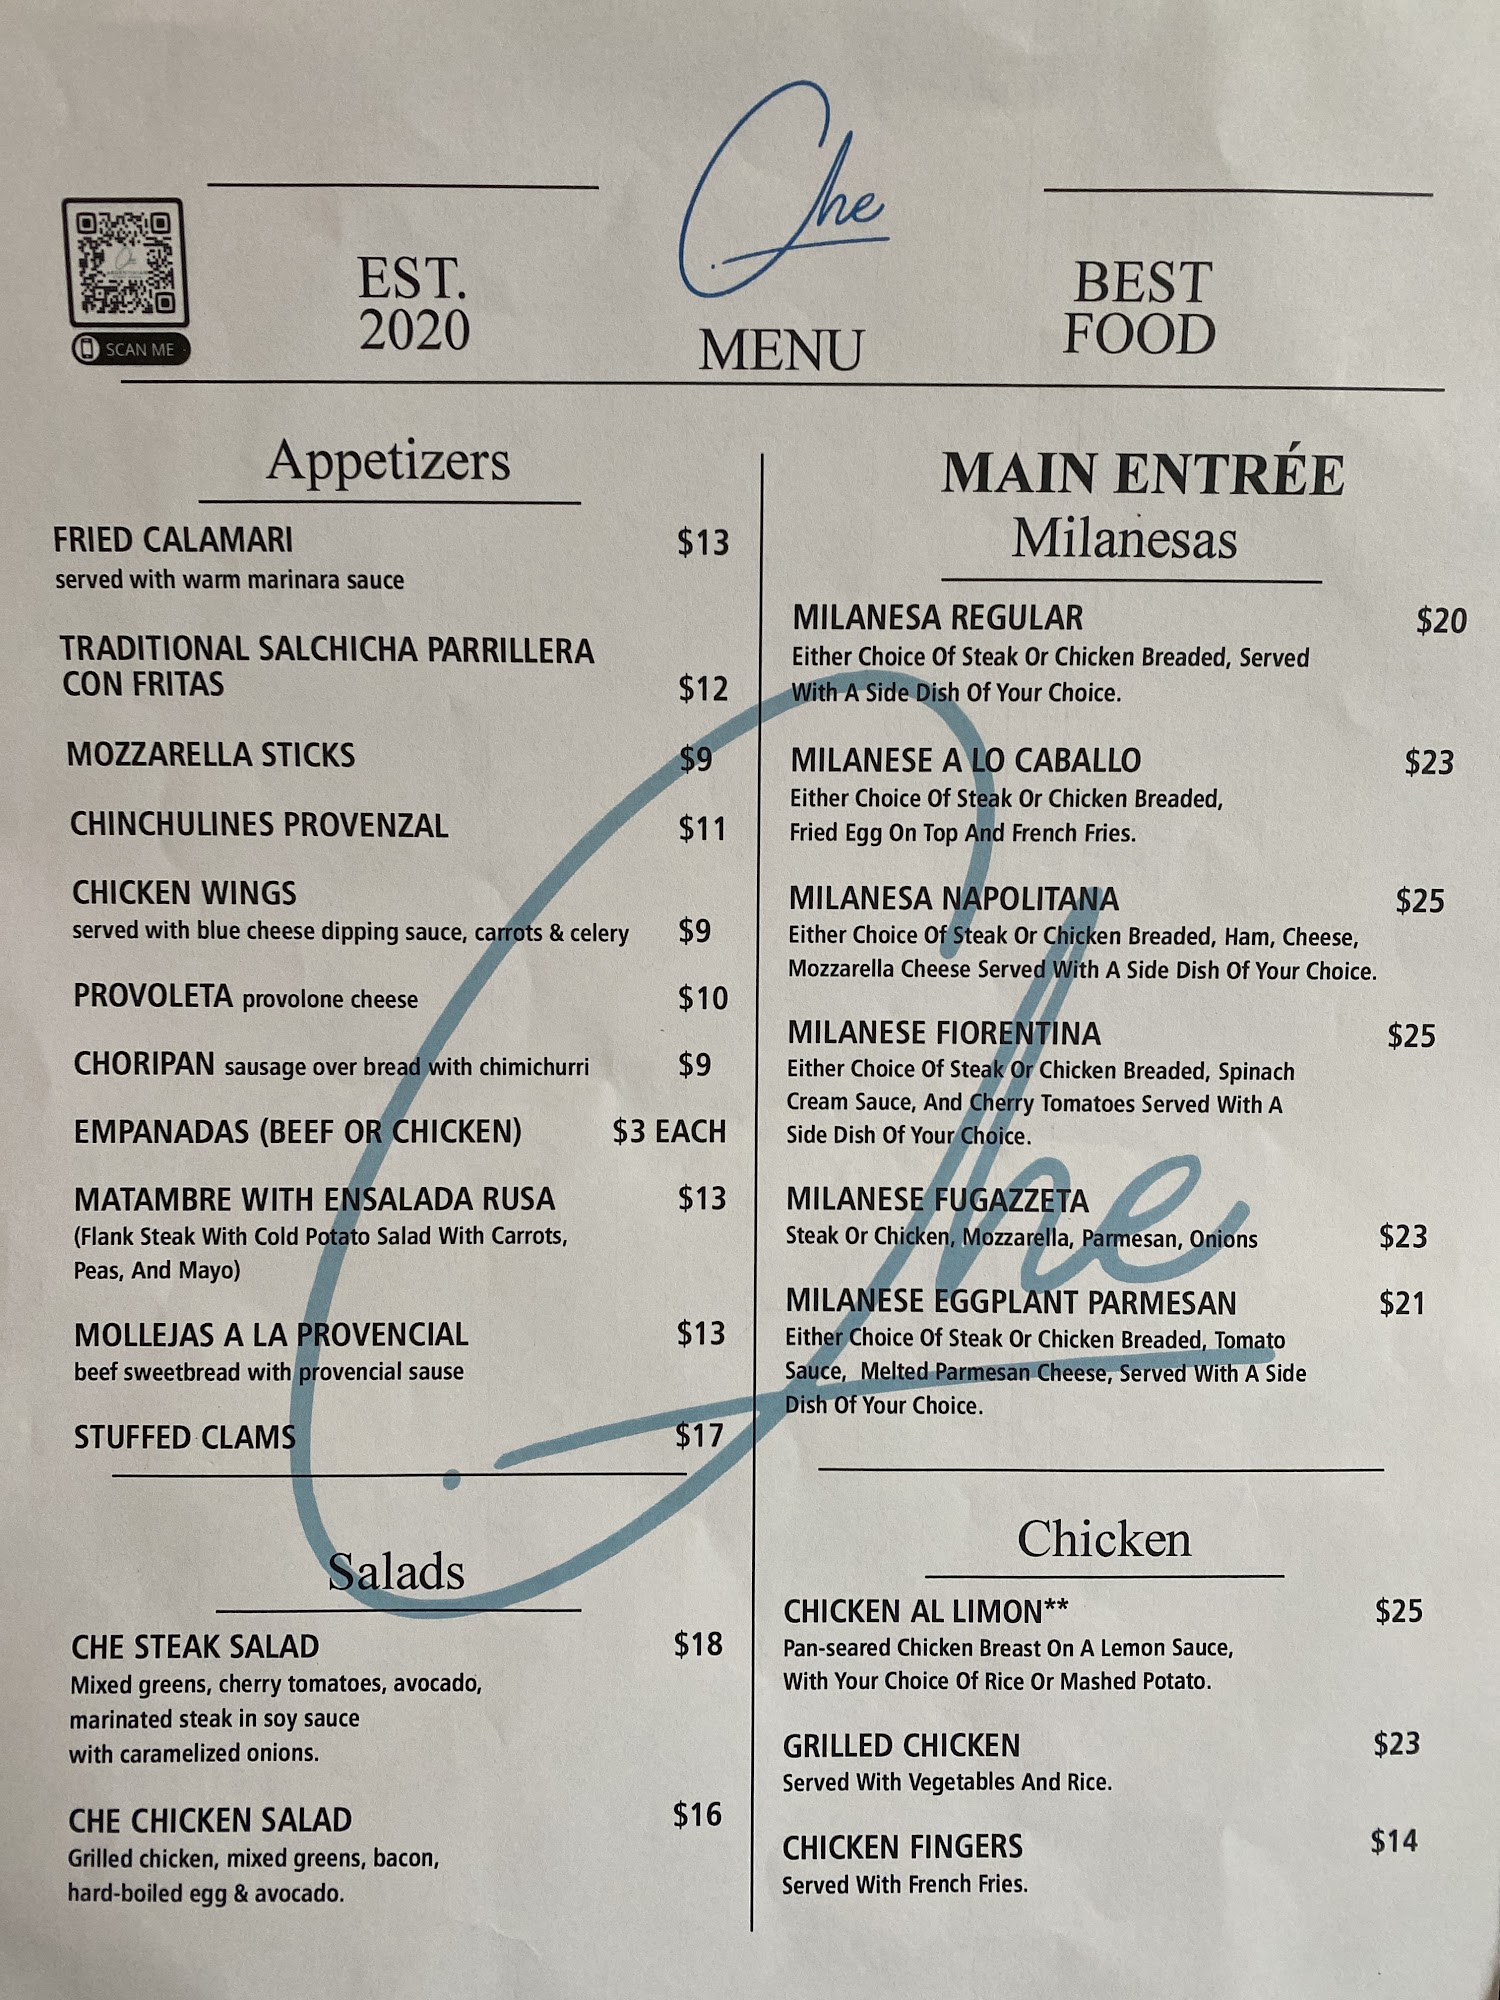 Che
EST.
2020
MENU
BEST
FOOD
SCAN ME
Appetizers
FRIED CALAMARI $13
served with warm marinara sauce
TRADITIONAL SALCHICHA PARRILLERA
CON FRITAS $12
MOZZARELLA STICKS $9
CHINCHULINES PROVENZAL $11
CHICKEN WINGS
served with blue cheese dipping sauce, carrots & celery $9
PROVOLETA provolone cheese $10
CHORIPAN sausage over bread with chimichurri $9
EMPANADAS (BEEF OR CHICKEN) $3 EACH
MATAMBRE WITH ENSALADA RUSA $13
(Flank Steak With Cold Potato Salad With Carrots,
Peas, And Mayo)
MOLLEJAS A LA PROVENCIAL $13
beef sweetbread with provencial sause
STUFFED CLAMS $17
Salads
CHE STEAK SALAD $18
Mixed greens, cherry tomatoes, avocado,
marinated steak in soy sauce
with caramelized onions.
CHE CHICKEN SALAD $16
Grilled chicken, mixed greens, bacon,
hard-boiled egg & avocado.
MAIN ENTRÉE
Milanesas
MILANESA REGULAR $20
Either Choice Of Steak Or Chicken Breaded, Served
With A Side Dish Of Your Choice.
MILANESE A LO CABALLO $23
Either Choice Of Steak Or Chicken Breaded,
Fried Egg On Top And French Fries.
MILANESA NAPOLITANA $25
Either Choice Of Steak Or Chicken Breaded, Ham, Cheese,
Mozzarella Cheese Served With A Side Dish Of Your Choice.
MILANESE FIORENTINA $25
Either Choice Of Steak Or Chicken Breaded, Spinach
Cream Sauce, And Cherry Tomatoes Served With A
Side Dish Of Your Choice.
MILANESE FUGAZZETA
Steak Or Chicken, Mozzarella, Parmesan, Onions $23
MILANESE EGGPLANT PARMESAN $21
Either Choice Of Steak Or Chicken Breaded, Tomato
Sauce, Melted Parmesan Cheese, Served With A Side
Dish Of Your Choice.
Chicken
CHICKEN AL LIMON** $25
Pan-seared Chicken Breast On A Lemon Sauce,
With Your Choice Of Rice Or Mashed Potato.
GRILLED CHICKEN $23
Served With Vegetables And Rice.
CHICKEN FINGERS $14
Served With French Fries.
Che